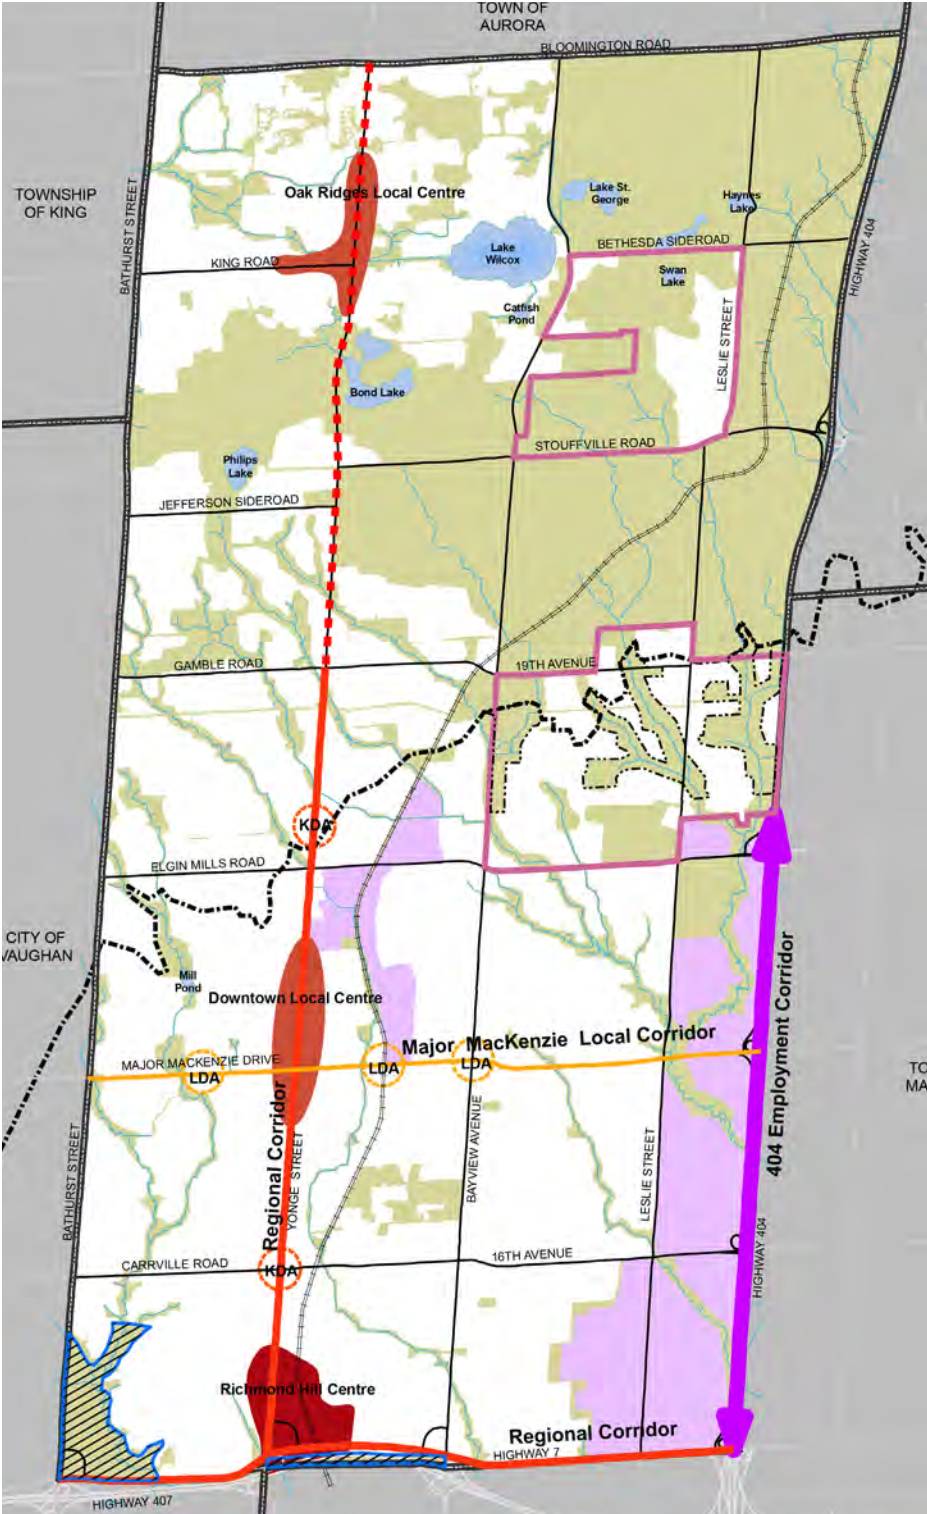 TOWN OF
AURORA
BLOOMINGTON ROAD
TOWNSHIP
OF KING
BATHURST STREET
Oak Ridges Local Centre
Lake St.
George
Haynes
Lake
KING ROAD
Lake
Wilcox
BETHESDA SIDEROAD
HIGHWAY 404
Swan
Lake
Catfish
Pond
LESLIE STREET
Bond Lake
STOUFFVILLE ROAD
Philips
Lake
JEFFERSON SIDEROAD
GAMBLE ROAD
19TH AVENUE
KDA
ELGIN MILLS ROAD
CITY OF
VAUGHAN
Mill
Pond
Downtown Local Centre
404 Employment Corridor
Major MacKenzie Local Corridor
MAJOR MACKENZIE DRIVE
LDA
LDA
LDA
TO
MA
Regional Corridor
YONGE STREET
BATHURST STREET
BAYVIEW AVENUE
LESLIE STREET
CARRVILLE ROAD
KDA
16TH AVENUE
HIGHWAY 404
Richmond Hill Centre
Regional Corridor
HIGHWAY 7
HIGHWAY 407